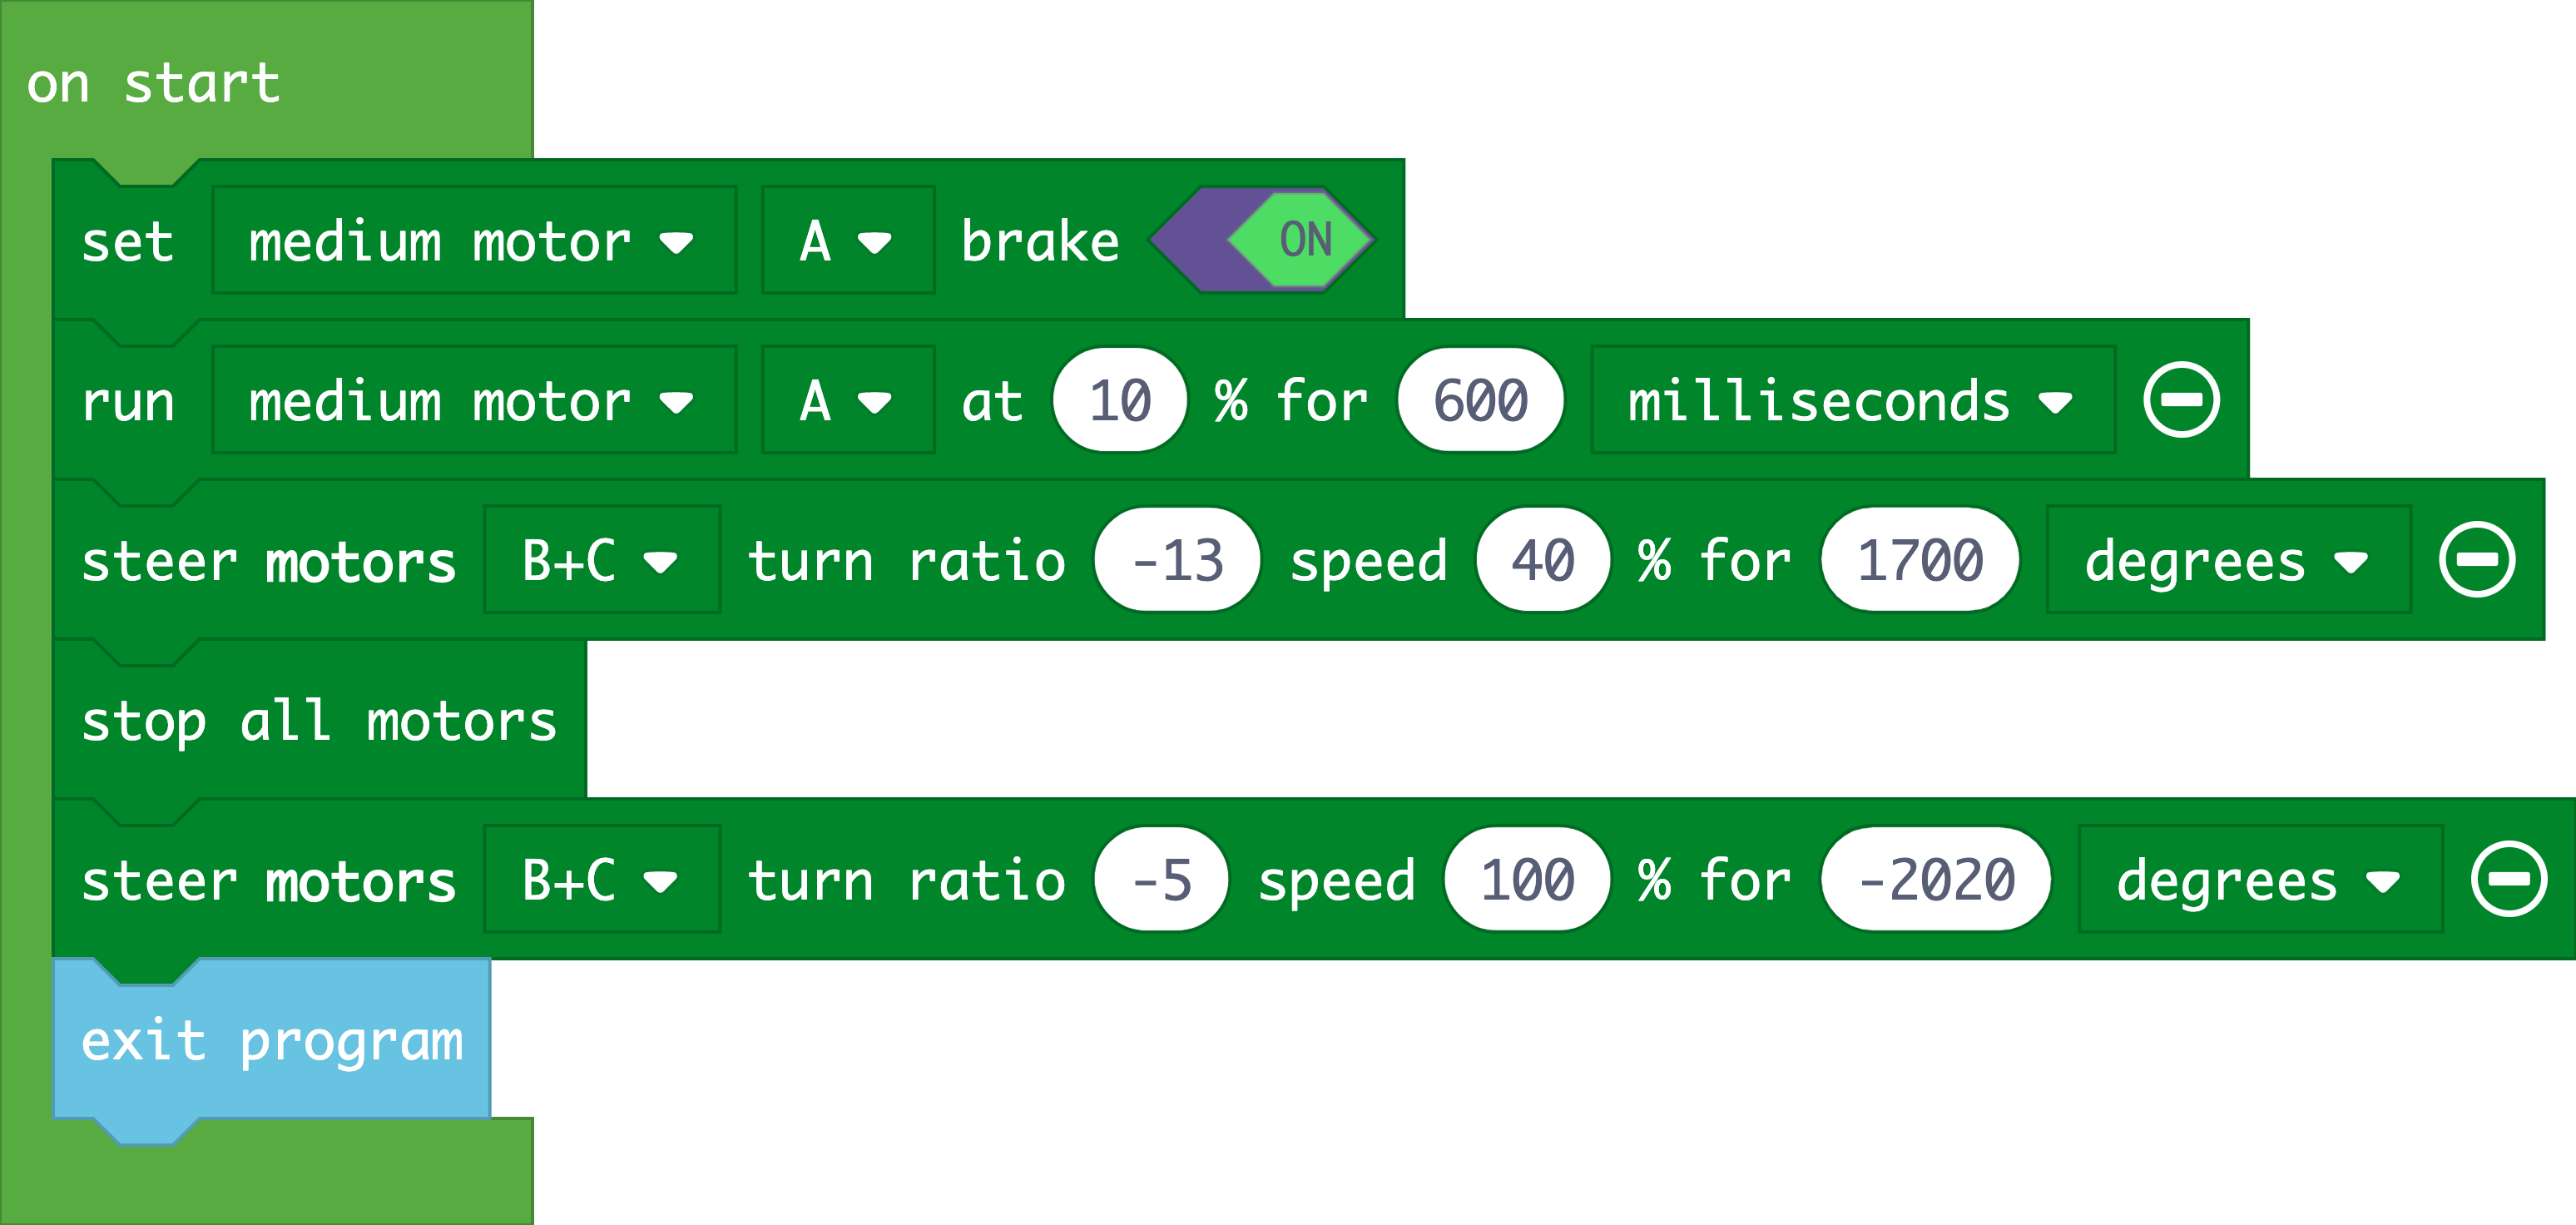 on start
set medium motor A brake ON
run medium motor A at 10 % for 600 milliseconds
steer motors B+C turn ratio -13 speed 40 % for 1700 degrees
stop all motors
steer motors B+C turn ratio -5 speed 100 % for -2020 degrees
exit program